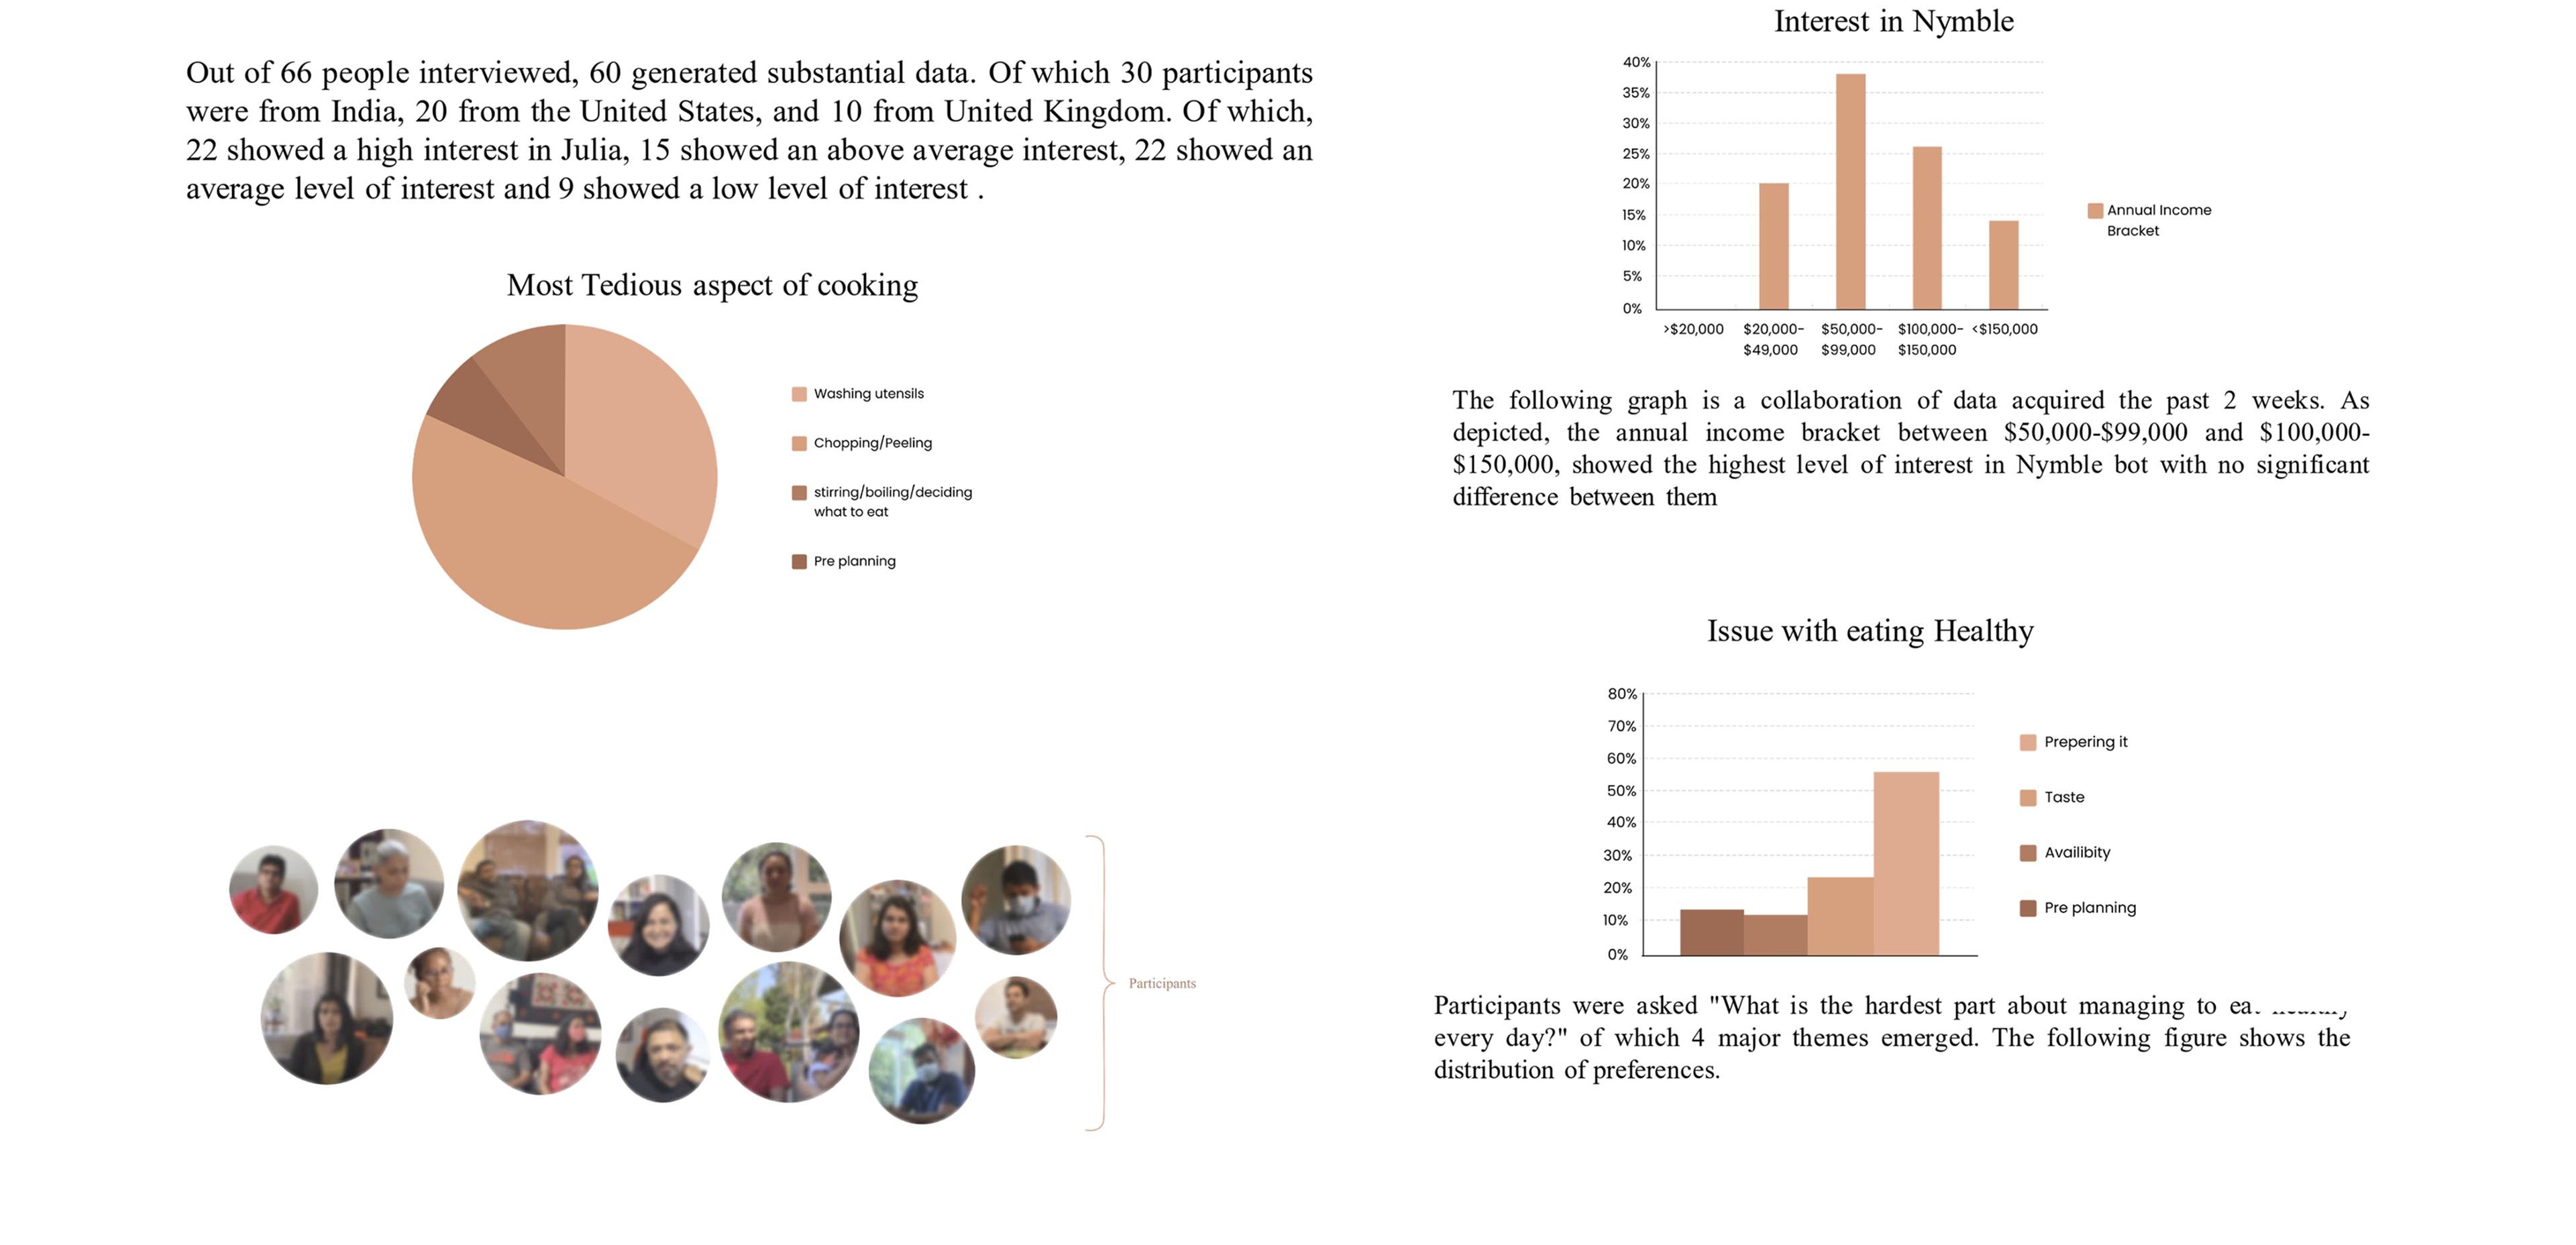 Out of 66 people interviewed, 60 generated substantial data. Of which 30 participants
were from India, 20 from the United States, and 10 from United Kingdom. Of which,
22 showed a high interest in Julia, 15 showed an above average interest, 22 showed an
average level of interest and 9 showed a low level of interest .
Most Tedious aspect of cooking
Washing utensils
Chopping/Peeling
stirring/boiling/deciding
what to eat
Pre planning
Participants
Interest in Nymble
40%
35%
30%
25%
20%
15%
10%
5%
0%
>$20,000
$20,000-
$49,000
$50,000-
$99,000
$100,000-
$150,000
<$150,000
Annual Income
Bracket
The following graph is a collaboration of data acquired the past 2 weeks. As
depicted, the annual income bracket between $50,000-$99,000 and $100,000-
$150,000, showed the highest level of interest in Nymble bot with no significant
difference between them
Issue with eating Healthy
80%
70%
60%
50%
40%
30%
20%
10%
0%
Prepering it
Taste
Availibity
Pre planning
Participants were asked "What is the hardest part about managing to
every day?" of which 4 major themes emerged. The following figure shows the
distribution of preferences.